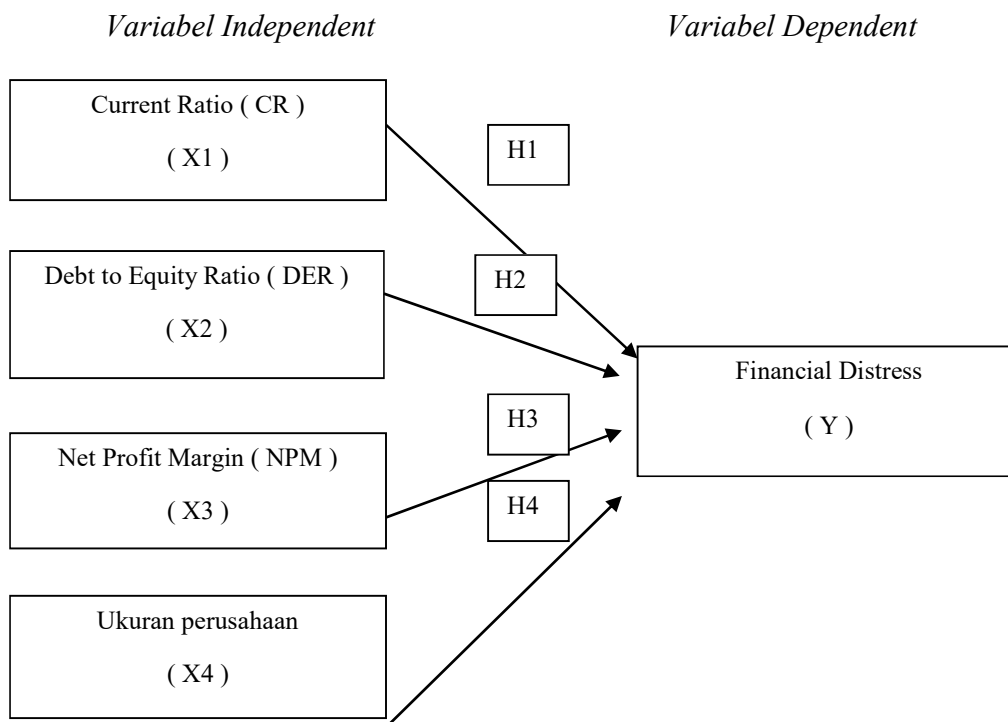 Variabel Independent
Variabel Dependent
Current Ratio ( CR )
( X1 )
H1
Debt to Equity Ratio ( DER )
( X2 )
H2
Financial Distress
( Y )
Net Profit Margin ( NPM )
( X3 )
H3
H4
Ukuran perusahaan
( X4 )